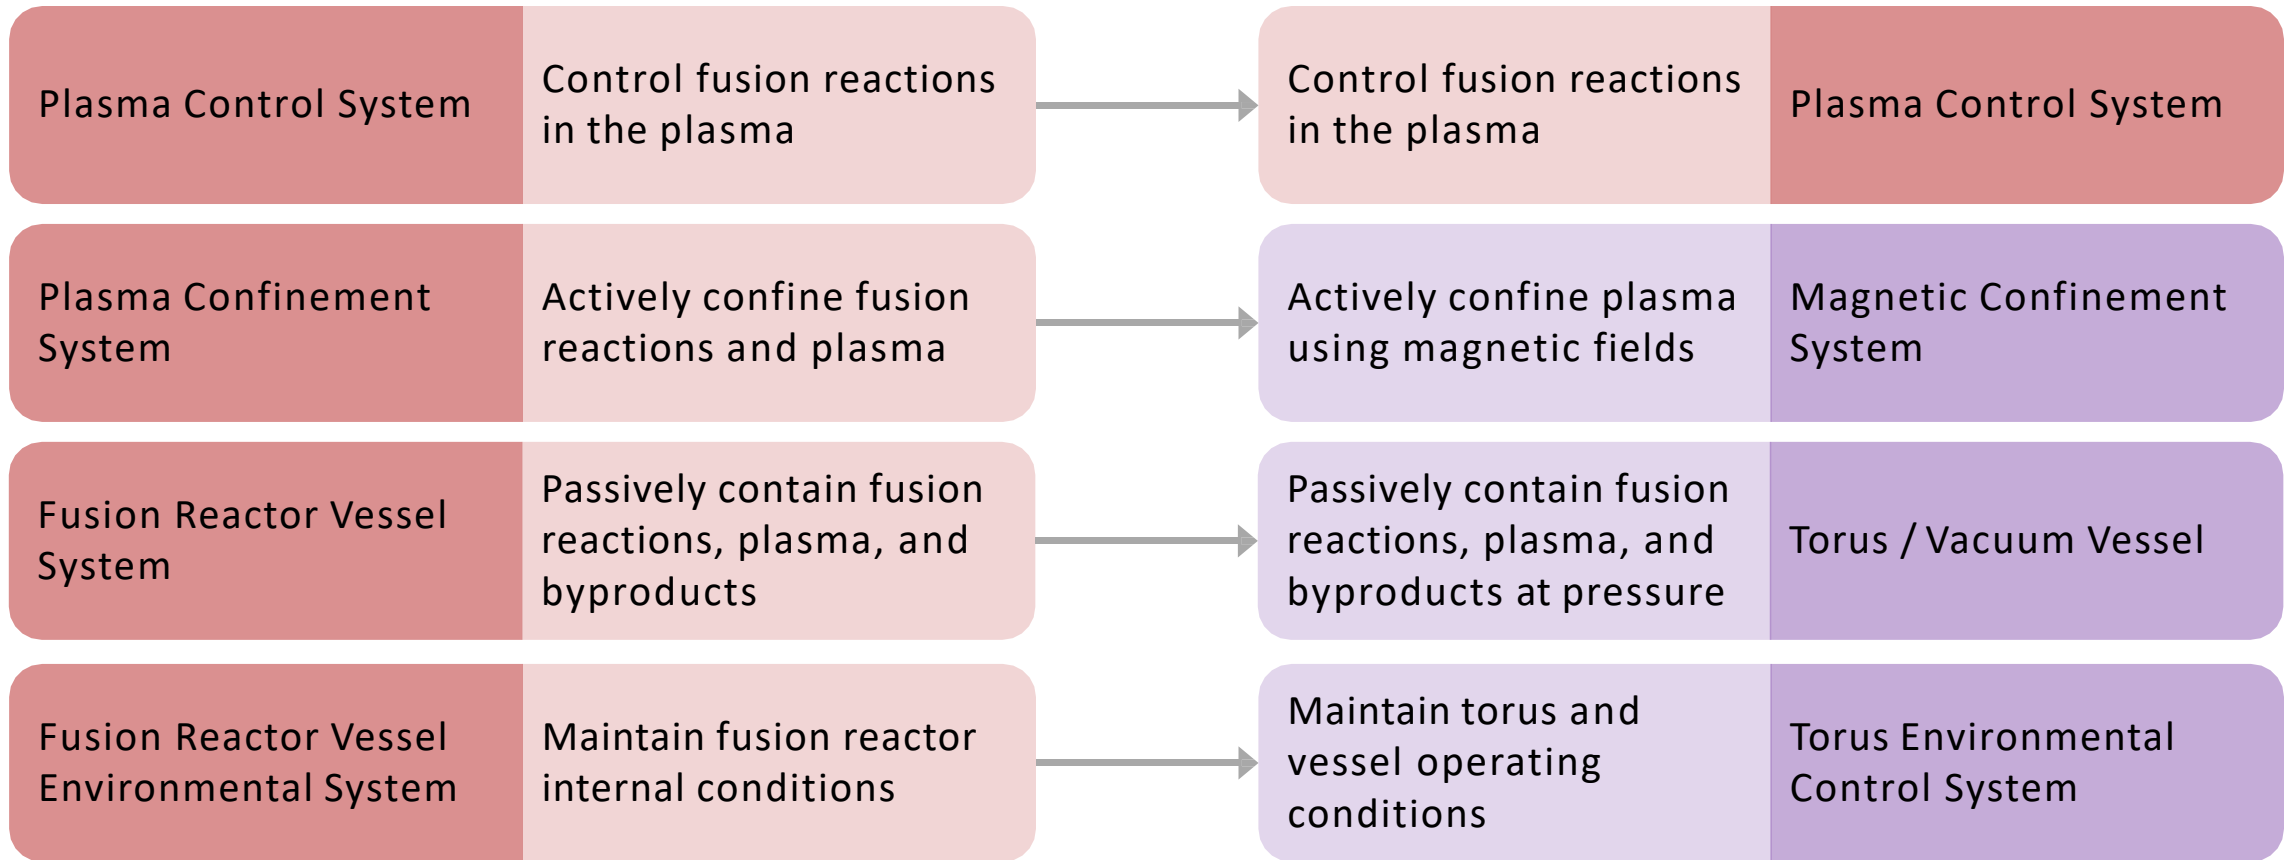 Plasma Control System
Control fusion reactions
in the plasma
Control fusion reactions
in the plasma
Plasma Control System
Plasma Confinement
System
Actively confine fusion
reactions and plasma
Actively confine plasma
using magnetic fields
Magnetic Confinement
System
Fusion Reactor Vessel
System
Passively contain fusion
reactions, plasma, and
byproducts
Passively contain fusion
reactions, plasma, and
byproducts at pressure
Torus / Vacuum Vessel
Fusion Reactor Vessel
Environmental System
Maintain fusion reactor
internal conditions
Maintain torus and
vessel operating
conditions
Torus Environmental
Control System